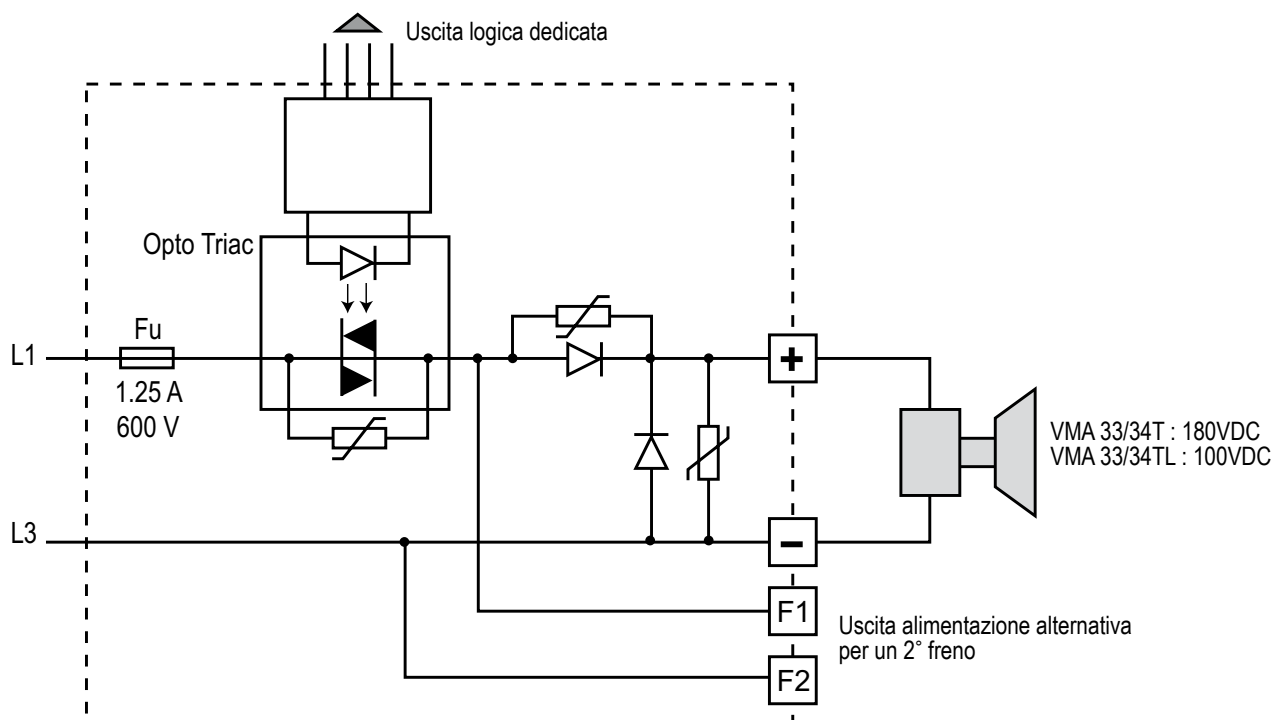 Uscita logica dedicata
Opto Triac
Fu
L1
1.25 A
600 V
+
VMA 33/34T : 180VDC
VMA 33/34TL : 100VDC
L3
−
F1
Uscita alimentazione alternativa
per un 2° freno
F2